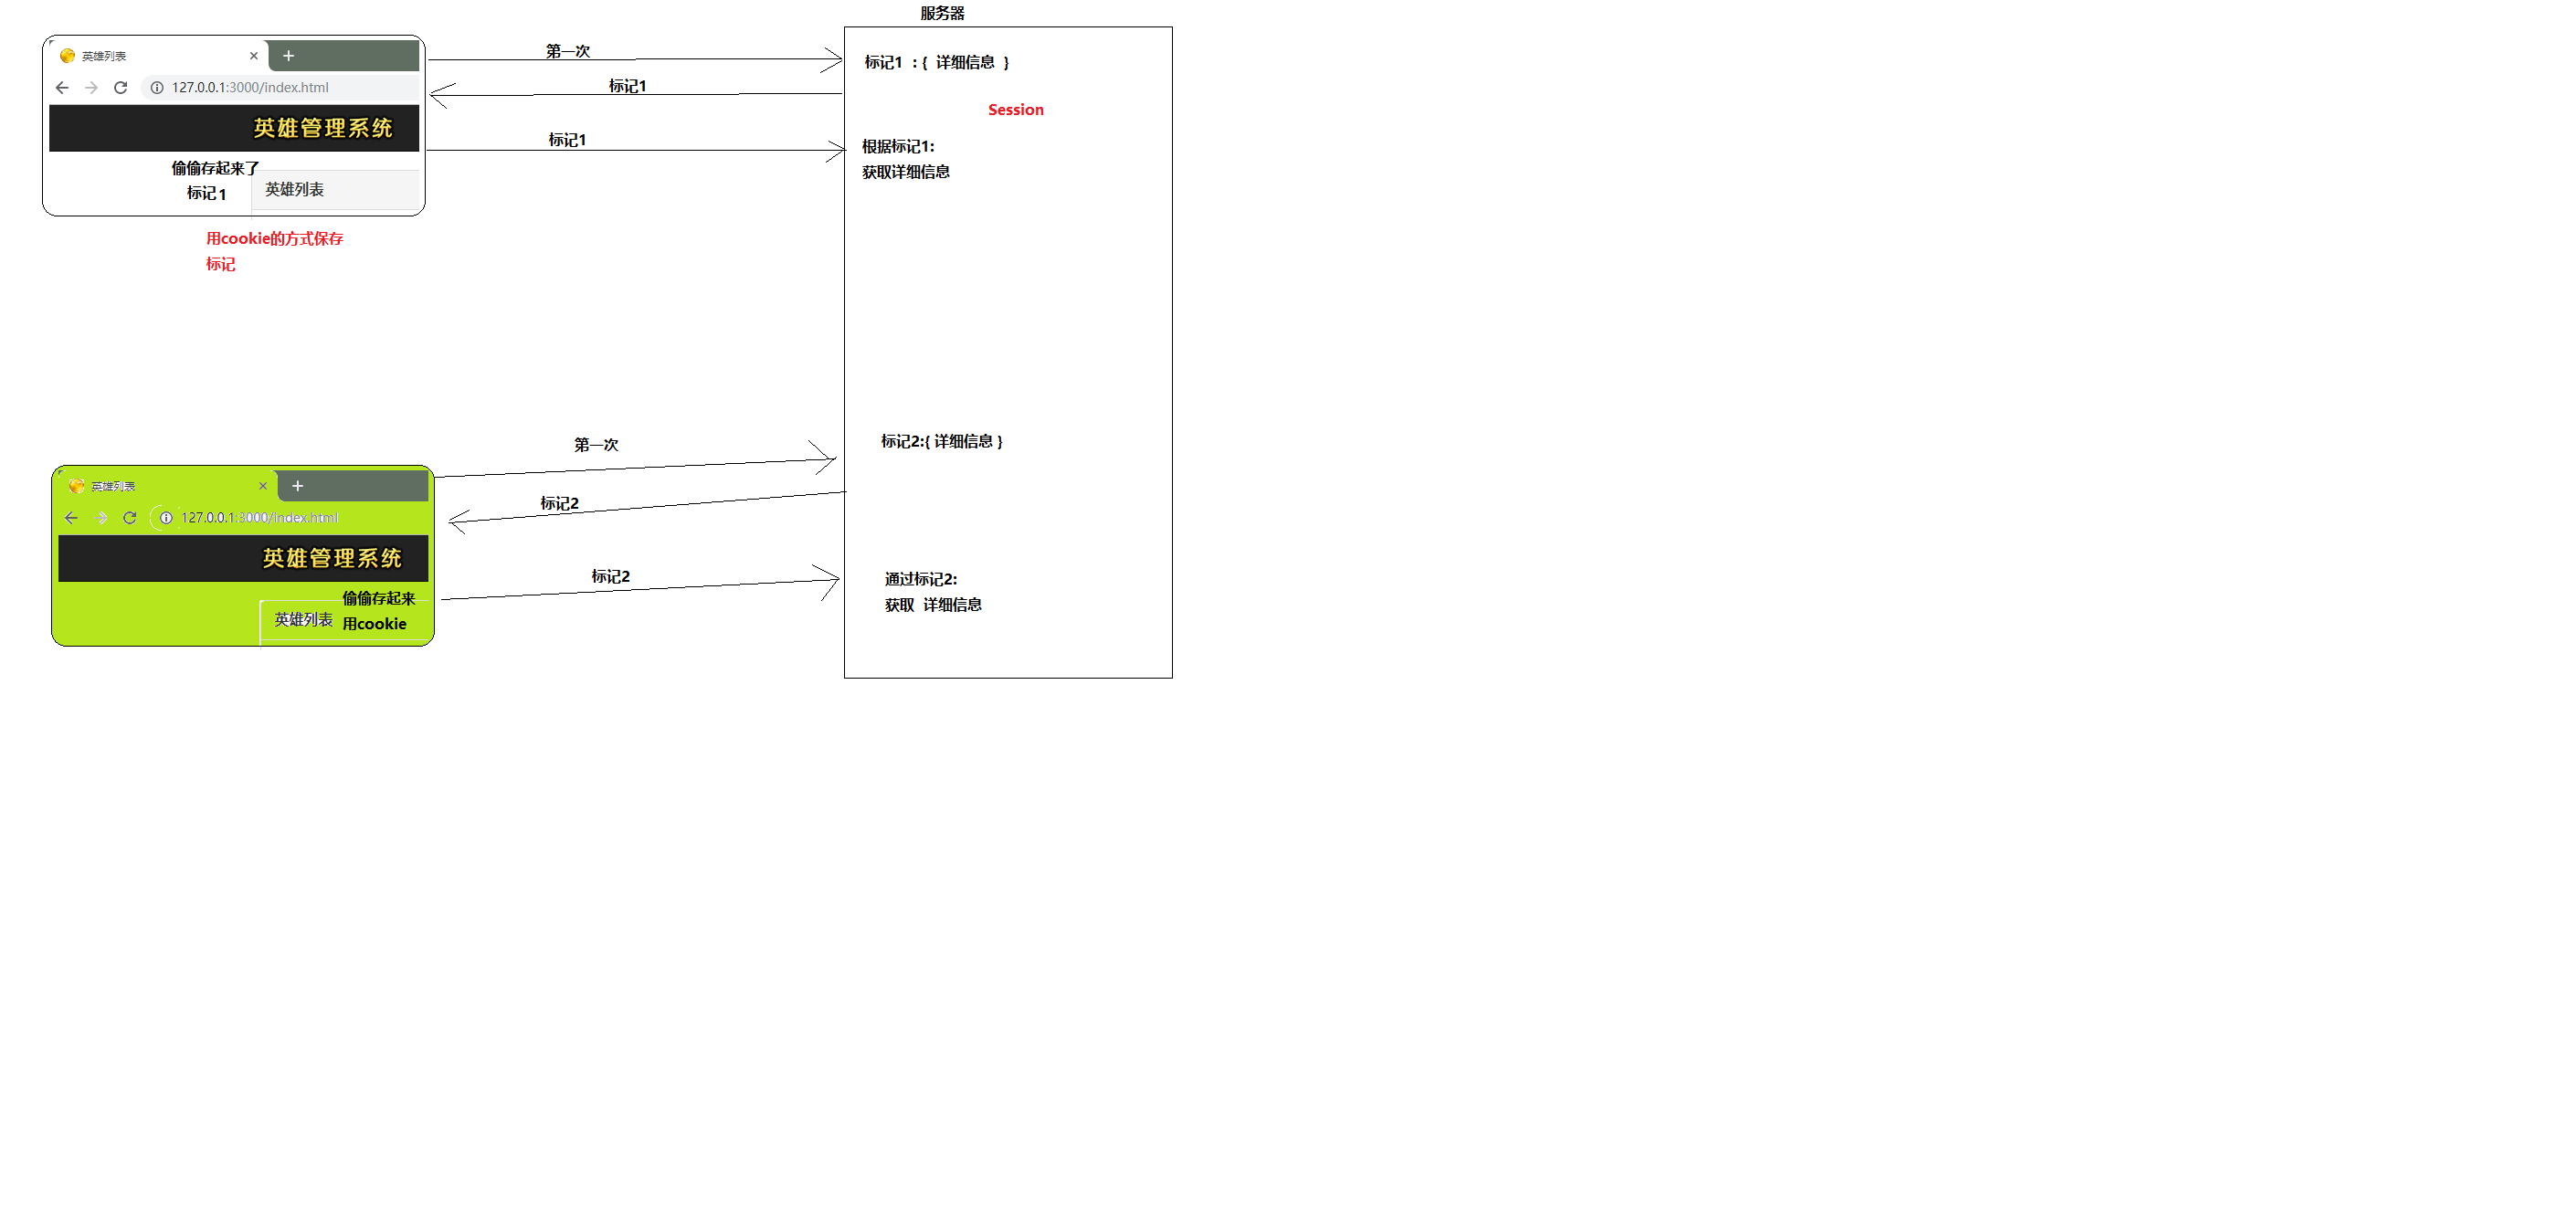 服务器
英雄列表
127.0.0.1:3000/index.html
英雄管理系统
偷偷存起来了
标记1
英雄列表
用cookie的方式保存
标记
第一次
标记1
标记1
标记1 : { 详细信息 }
Session
根据标记1:
获取详细信息
英雄列表
127.0.0.1:3000/index.html
英雄管理系统
偷偷存起来
英雄列表
用cookie
第一次
标记2
标记2
标记2:{ 详细信息 }
通过标记2:
获取 详细信息